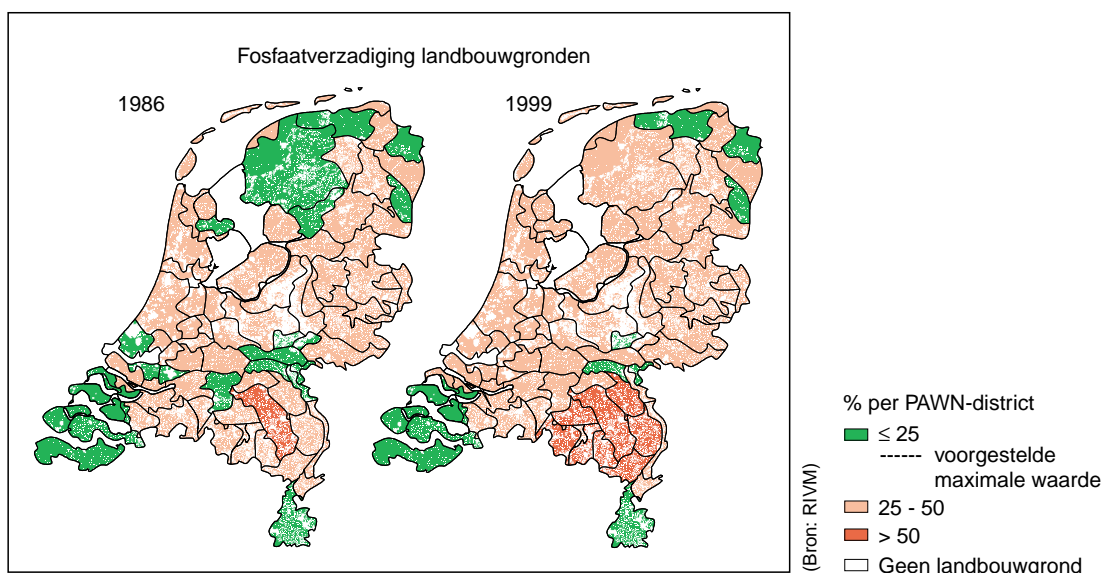 Fosfaatverzadiging landbouwgronden
1986
1999
% per PAWN-district
≤ 25
------ voorgestelde
maximale waarde
25 - 50
> 50
Geen landbouwgrond
(Bron: RIVM)